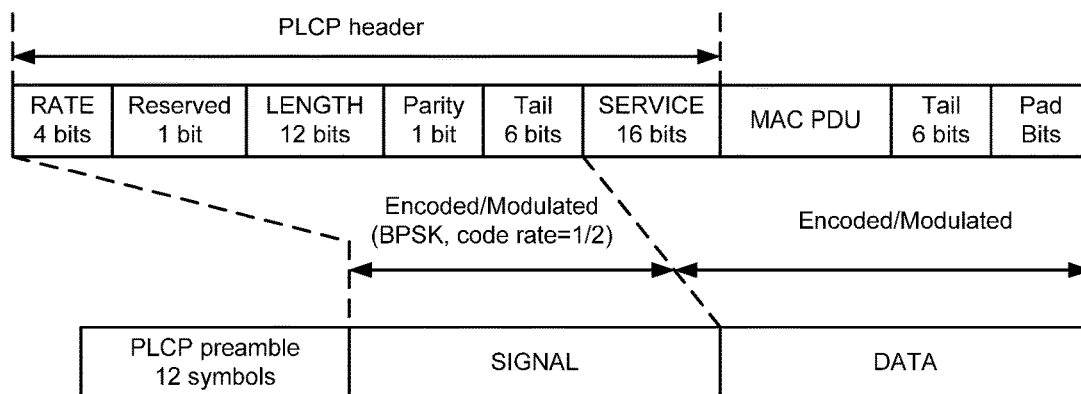 PLCP header
RATE
4 bits
Reserved
1 bit
LENGTH
12 bits
Parity
1 bit
Tail
6 bits
SERVICE
16 bits
MAC PDU
Tail
6 bits
Pad
Bits
Encoded/Modulated
(BPSK, code rate=1/2)
Encoded/Modulated
PLCP preamble
12 symbols
SIGNAL
DATA